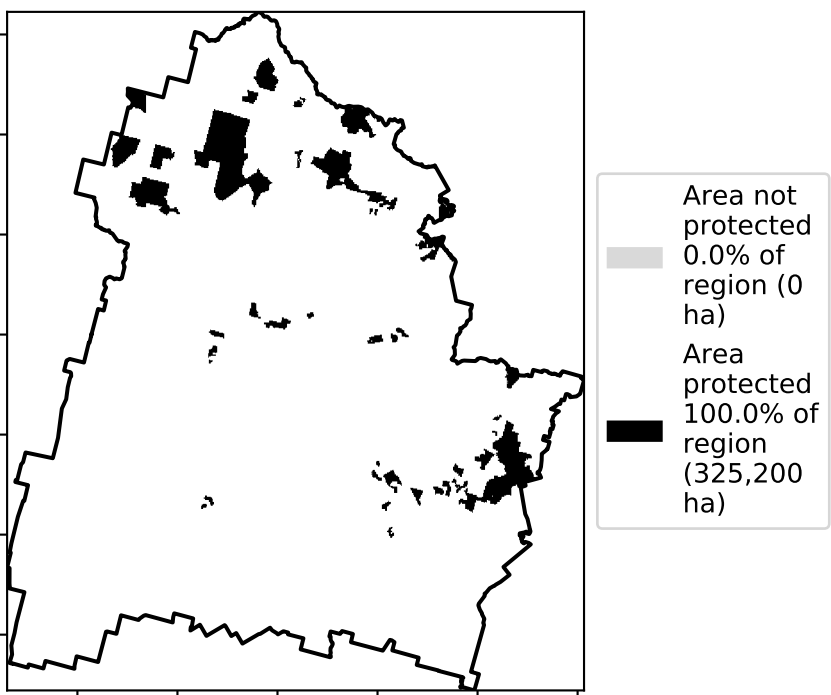 Area not
protected
0.0% of
region (0
ha)
Area
protected
100.0% of
region
(325,200
ha)